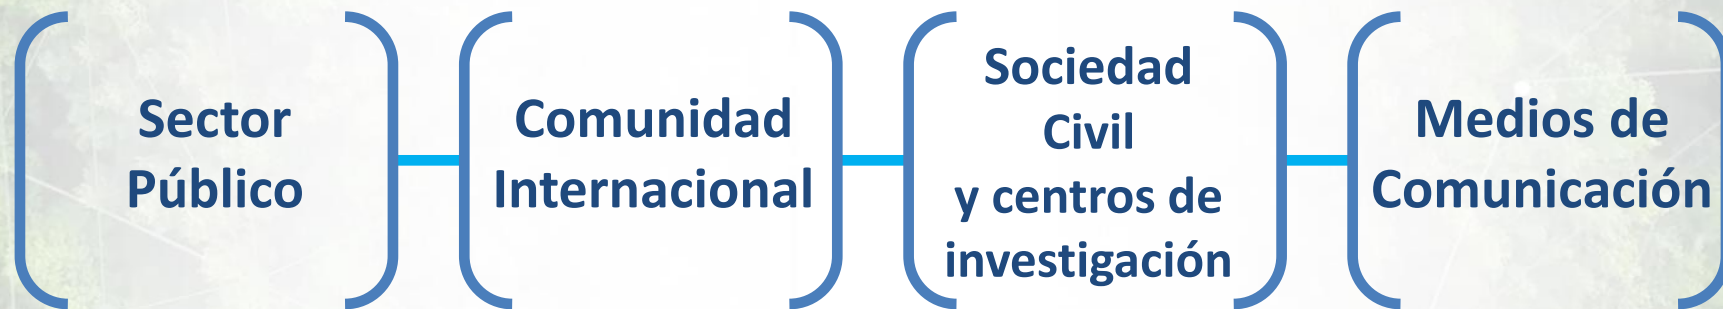 Sector
Público
Comunidad
Internacional
Sociedad
Civil
y centros de
investigación
Medios de
Comunicación